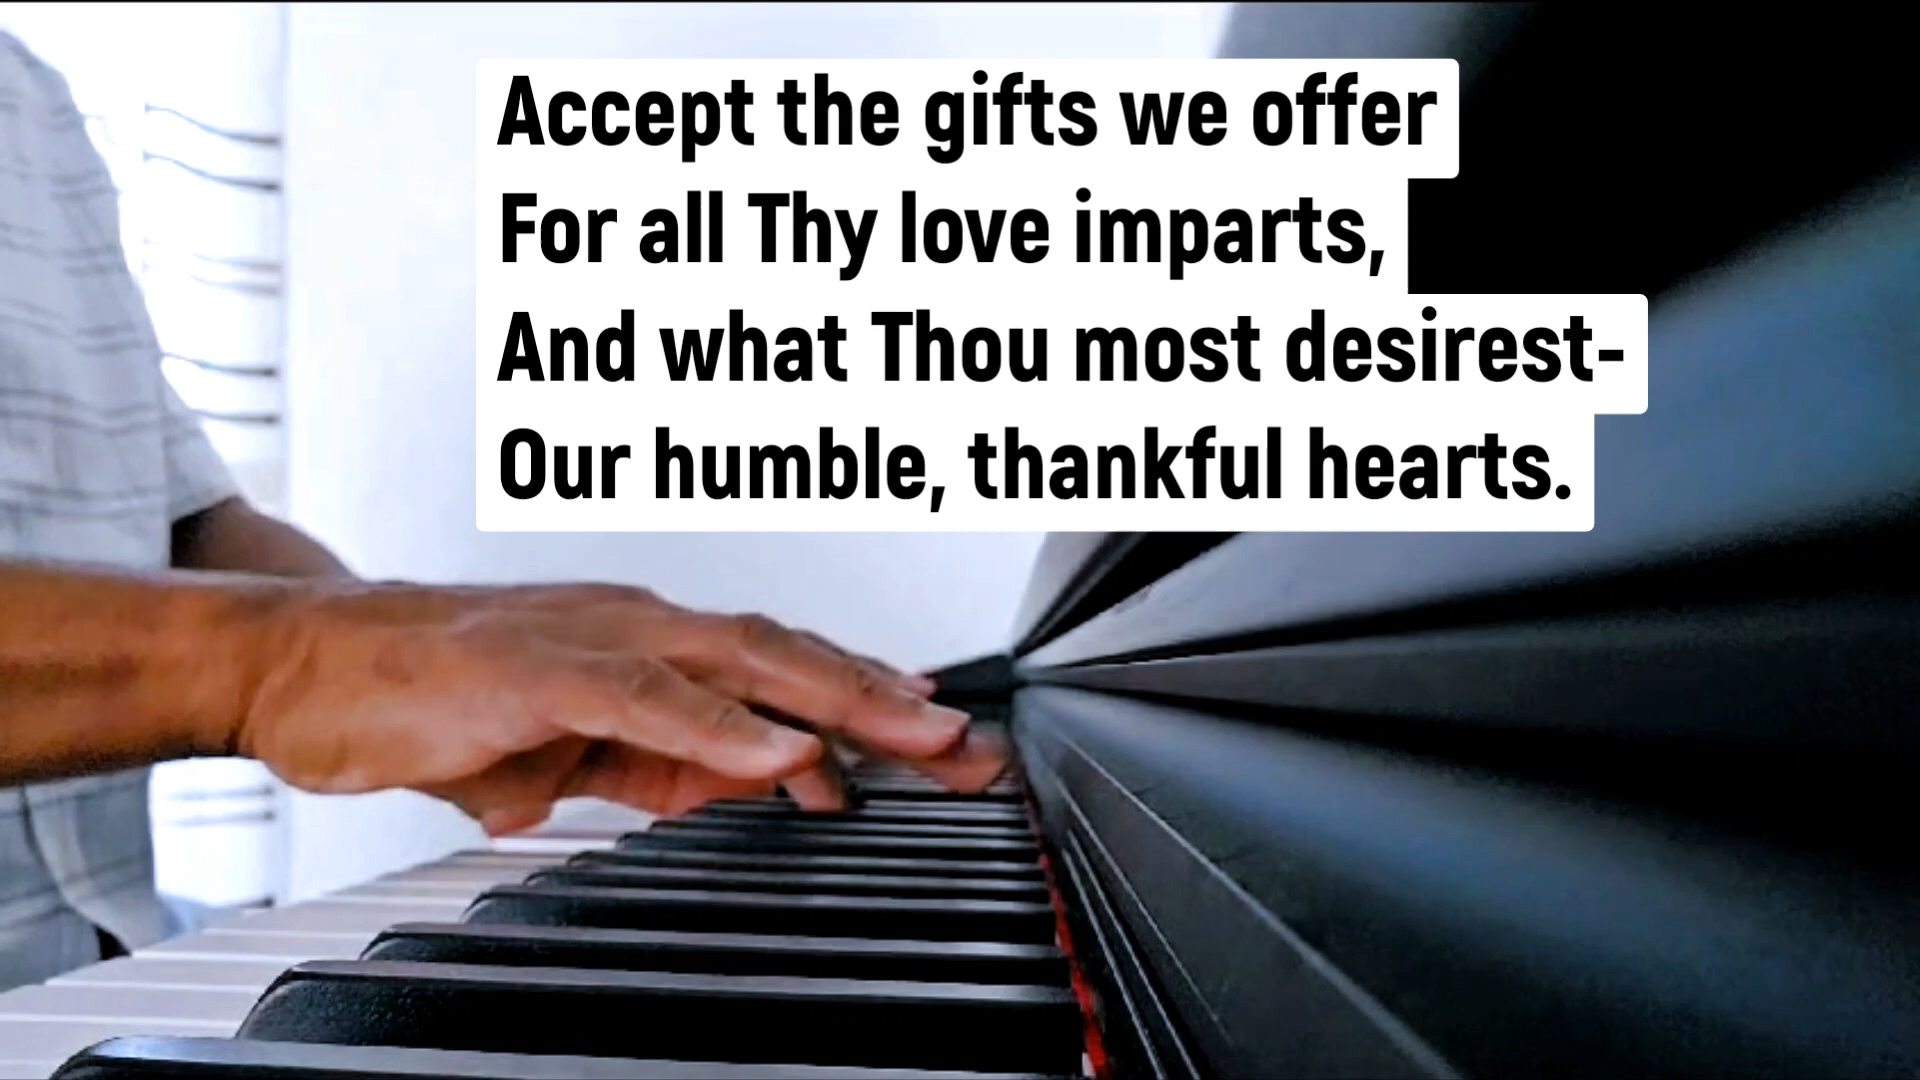 Accept the gifts we offer
For all Thy love imparts,
And what Thou most desirest-
Our humble, thankful hearts.